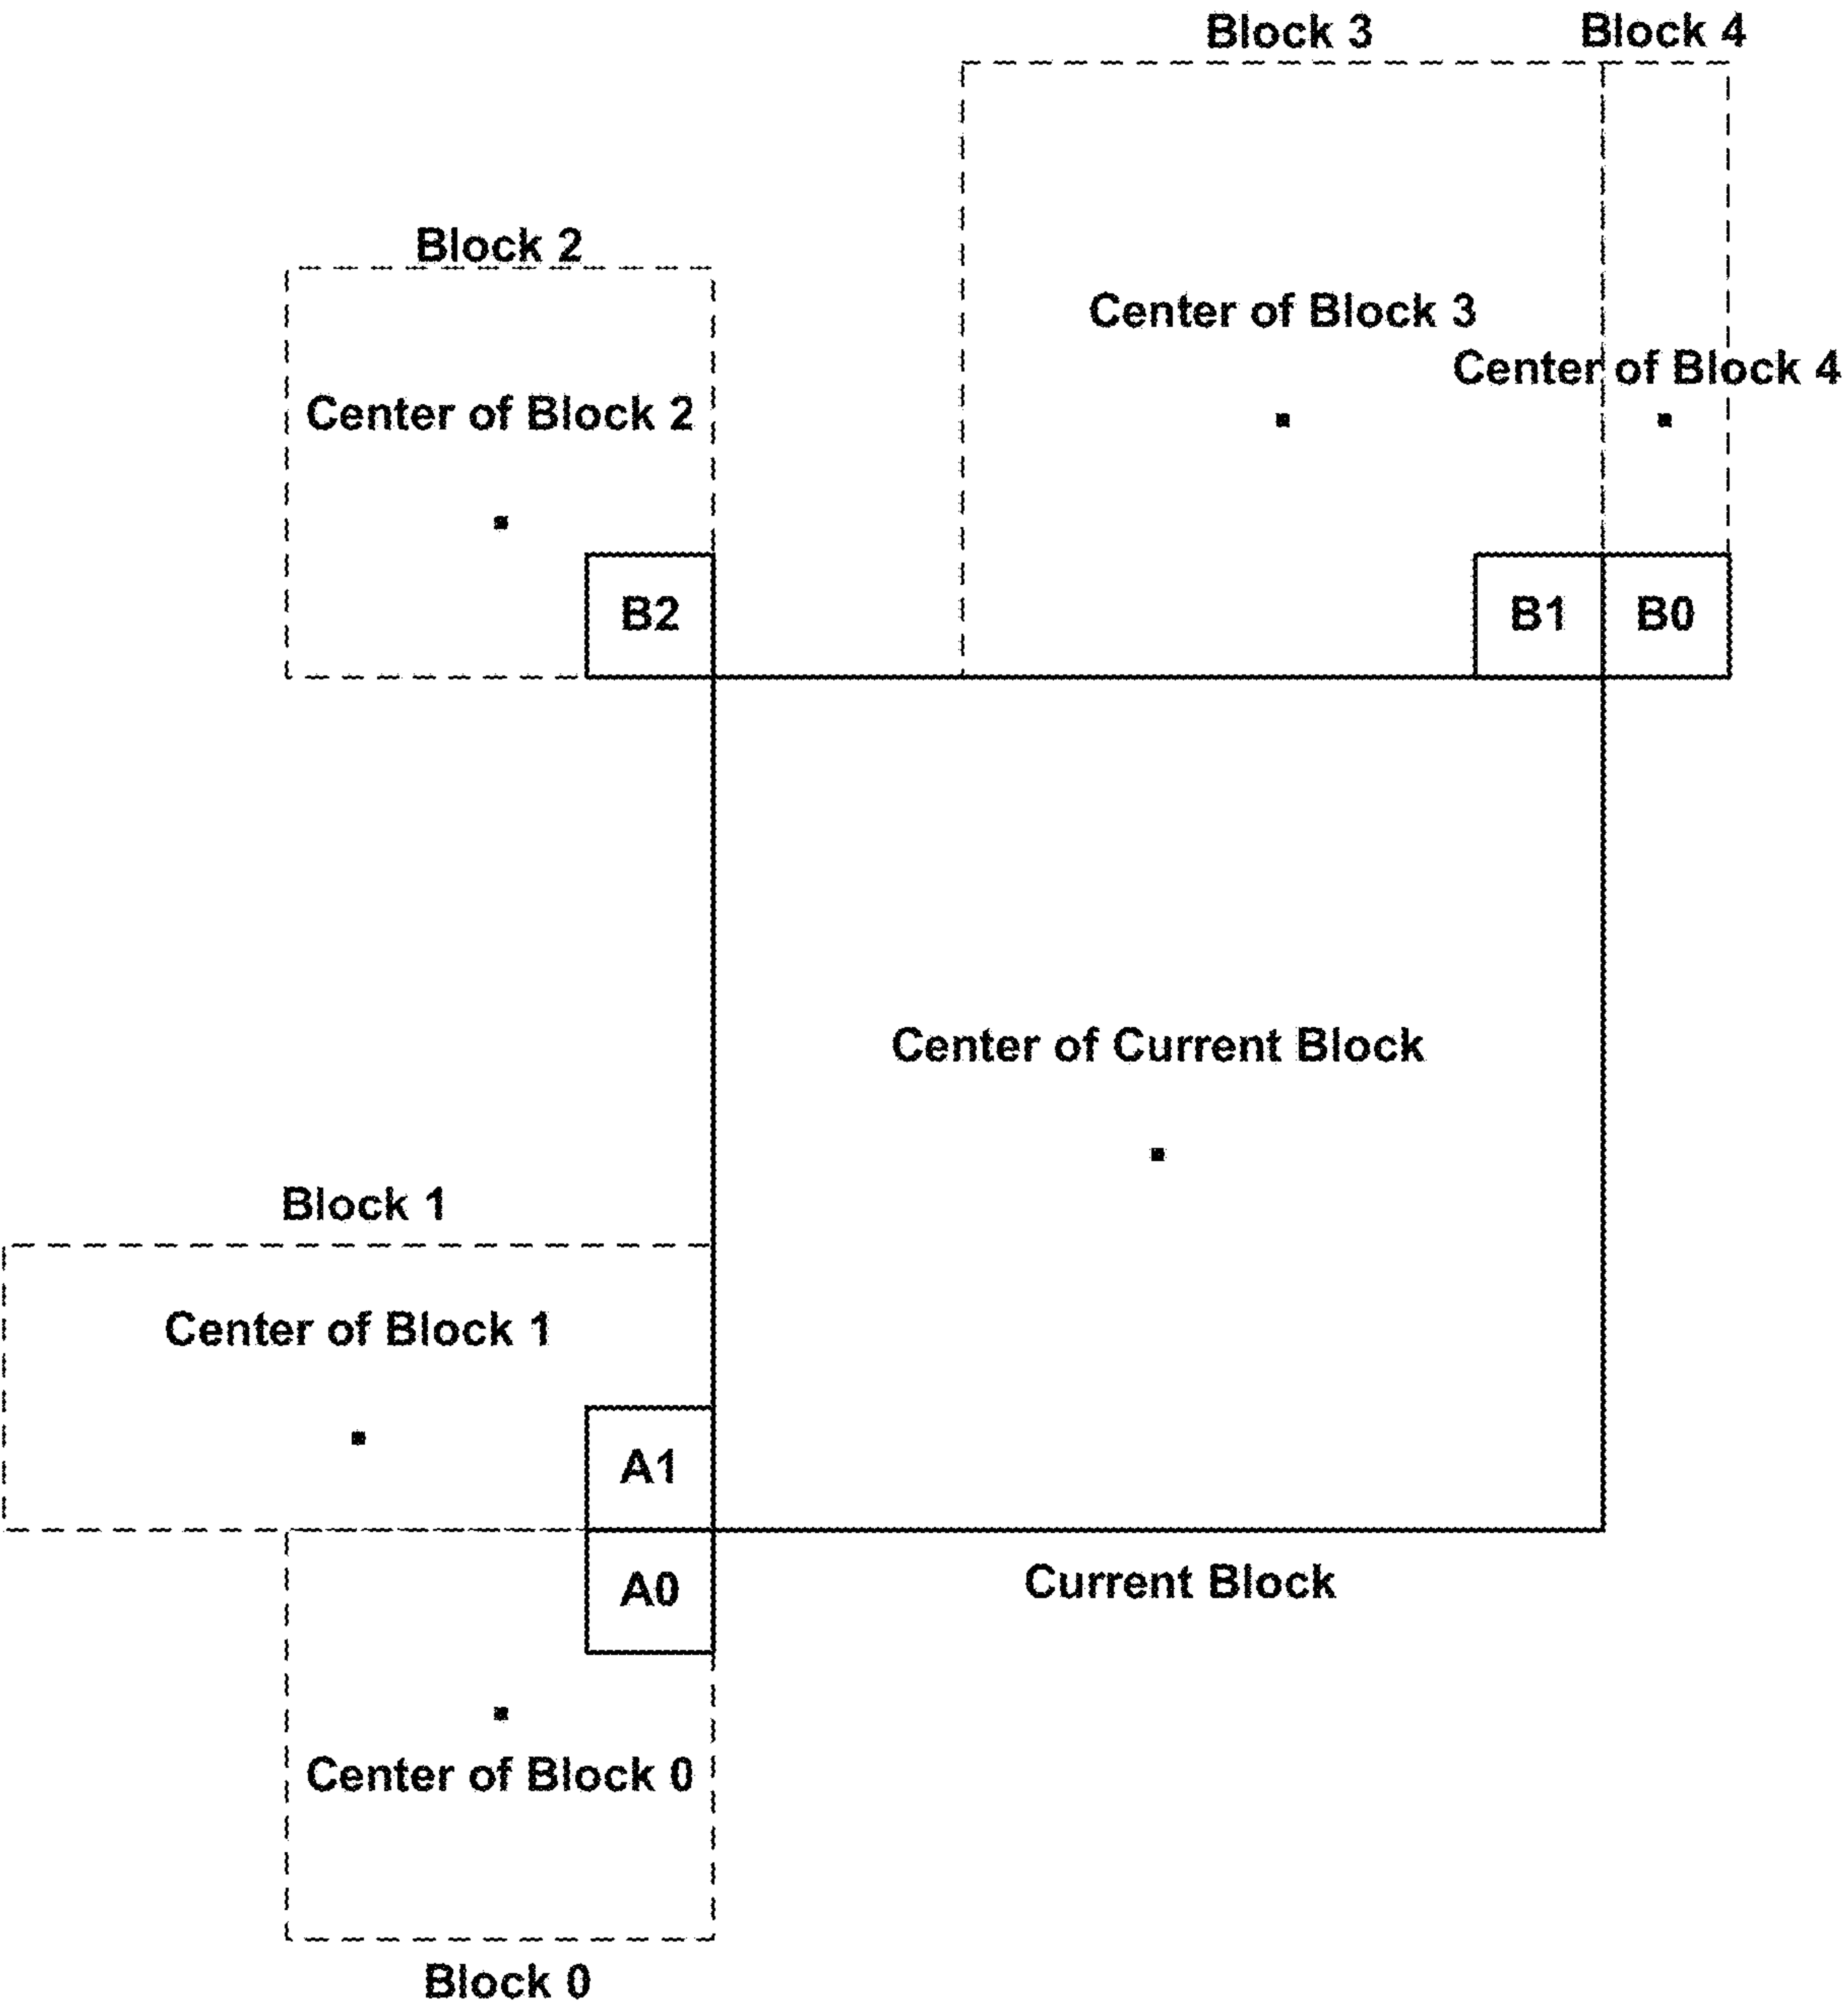 Block 3
Block 4
Block 2
Center of Block 3
Center of Block 4
Center of Block 2
B2
B1
B0
Center of Current Block
Block 1
Center of Block 1
A1
A0
Current Block
Center of Block 0
Block 0